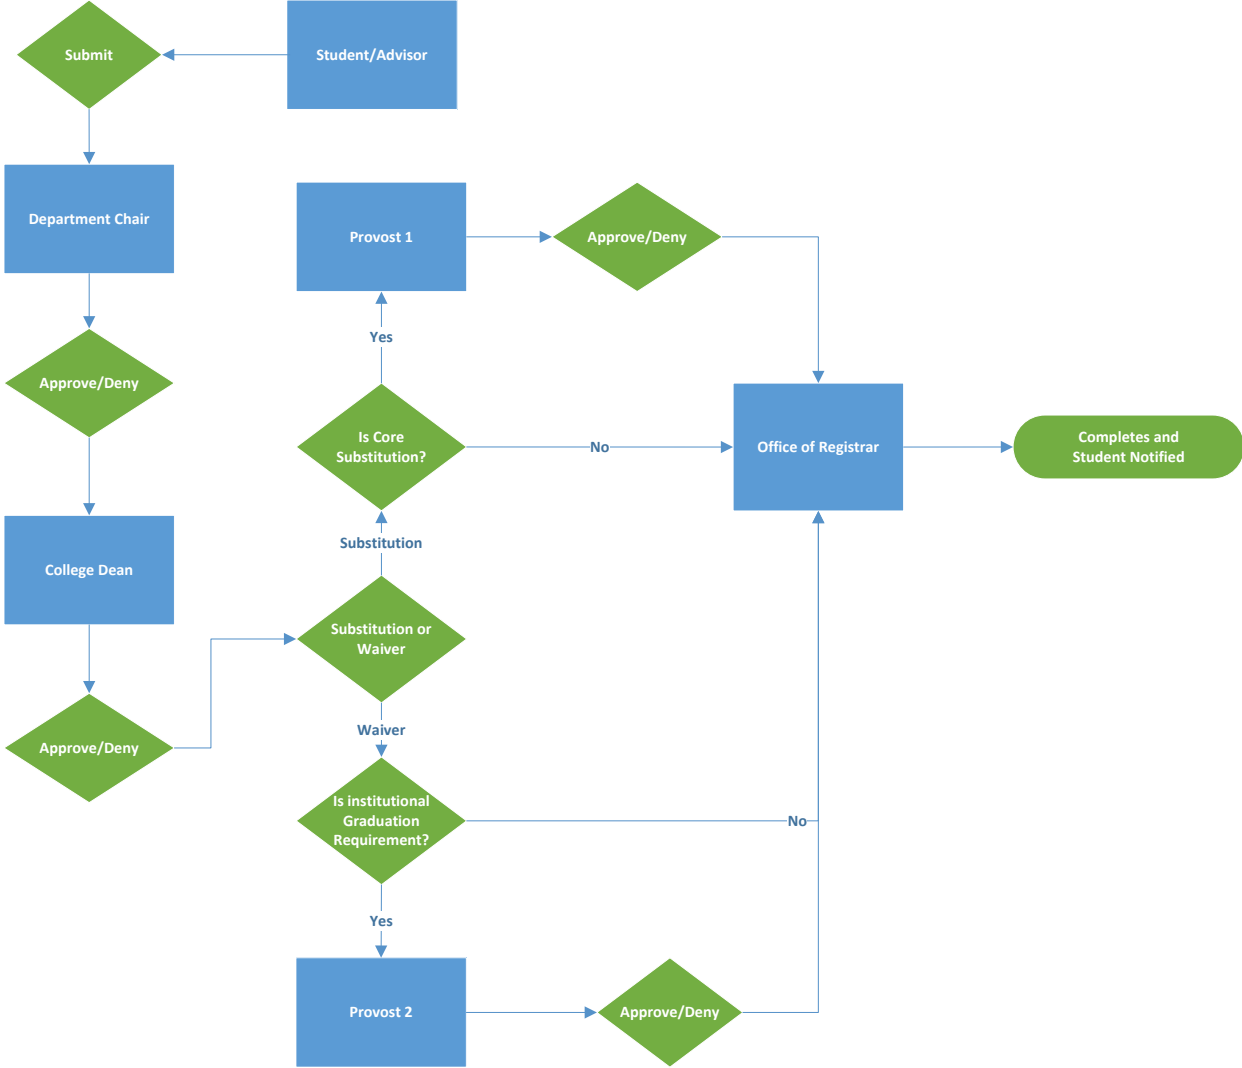 Submit
Student/Advisor
Department Chair
Provost 1
Approve/Deny
Yes
Approve/Deny
Is Core
Substitution?
No
Office of Registrar
Completes and
Student Notified
Substitution
College Dean
Substitution or
Waiver
Waiver
Approve/Deny
Is institutional
Graduation
Requirement?
No
Yes
Provost 2
Approve/Deny